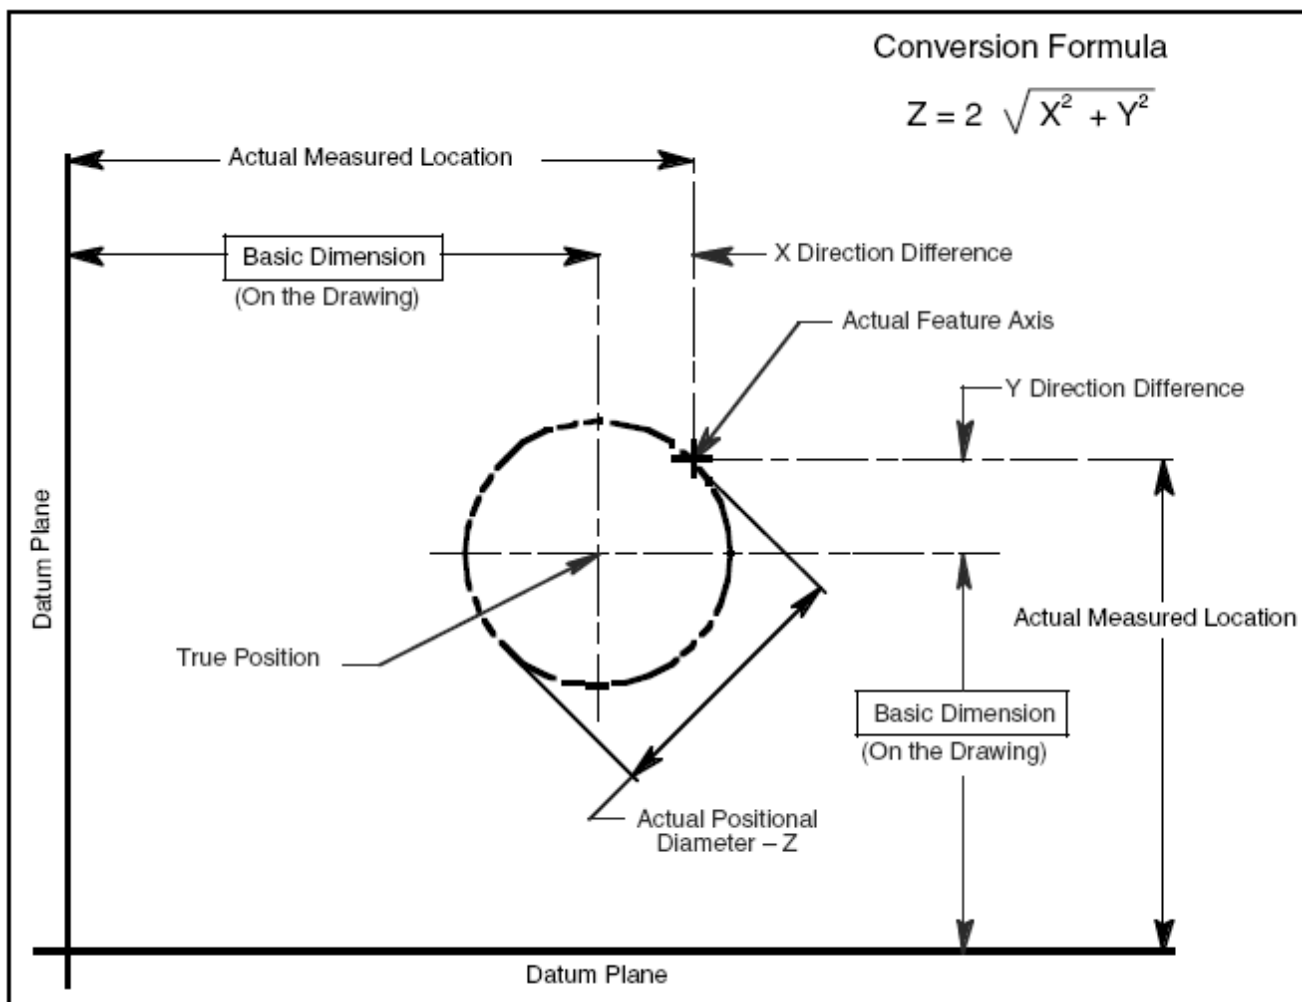 Conversion Formula
Z = 2 √X² + Y²
Actual Measured Location
Basic Dimension
(On the Drawing)
X Direction Difference
Actual Feature Axis
Y Direction Difference
Datum Plane
Actual Measured Location
True Position
Basic Dimension
(On the Drawing)
Actual Positional
Diameter – Z
Datum Plane